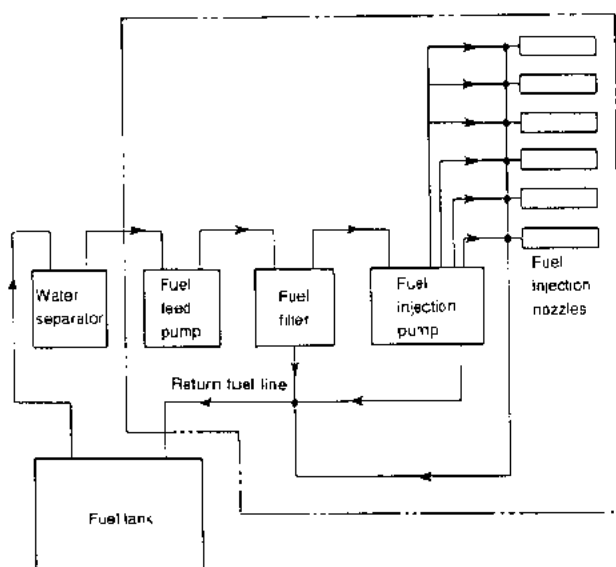 Water
separator
Fuel
feed
pump
Fuel
filter
Fuel
injection
pump
Fuel
injection
nozzles
Return fuel line
Fuel tank